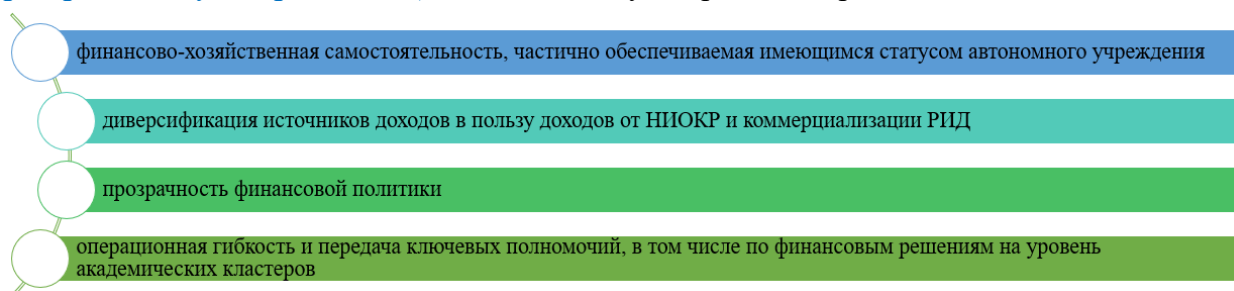 финансово-хозяйственная самостоятельность, частично обеспечиваемая имеющимся статусом автономного учреждения
диверсификация источников доходов в пользу доходов от НИОКР и коммерциализации РИД
прозрачность финансовой политики
операционная гибкость и передача ключевых полномочий, в том числе по финансовым решениям на уровень
академических кластеров